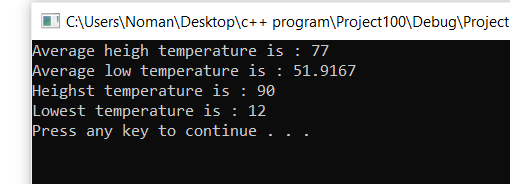 C:\Users\Noman\Desktop\c++ program\Project100\Debug\Project
Average heigh temperature is : 77
Average low temperature is : 51.9167
Heighst temperature is : 90
Lowest temperature is : 12
Press any key to continue . . .